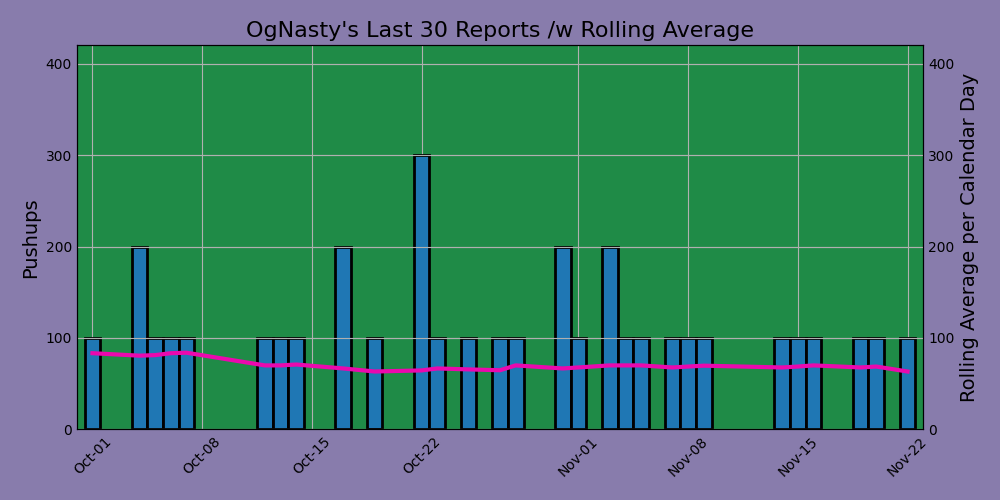 OgNasty's Last 30 Reports /w Rolling Average
400
300
200
100
0
Pushups
400
300
200
100
0
Rolling Average per Calendar Day
Oct-01
Oct-08
Oct-15
Oct-22
Nov-01
Nov-08
Nov-15
Nov-22